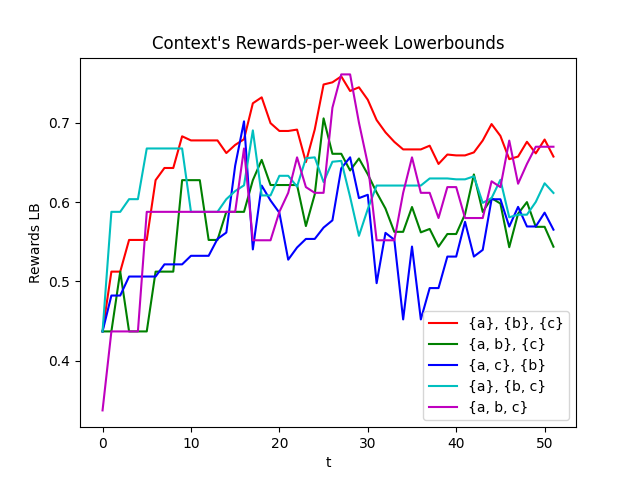 Context's Rewards-per-week Lowerbounds
Rewards LB
0.7
0.6
0.5
0.4
0 10 20 30 40 50
t
{a}, {b}, {c}
{a, b}, {c}
{a, c}, {b}
{a}, {b, c}
{a, b, c}